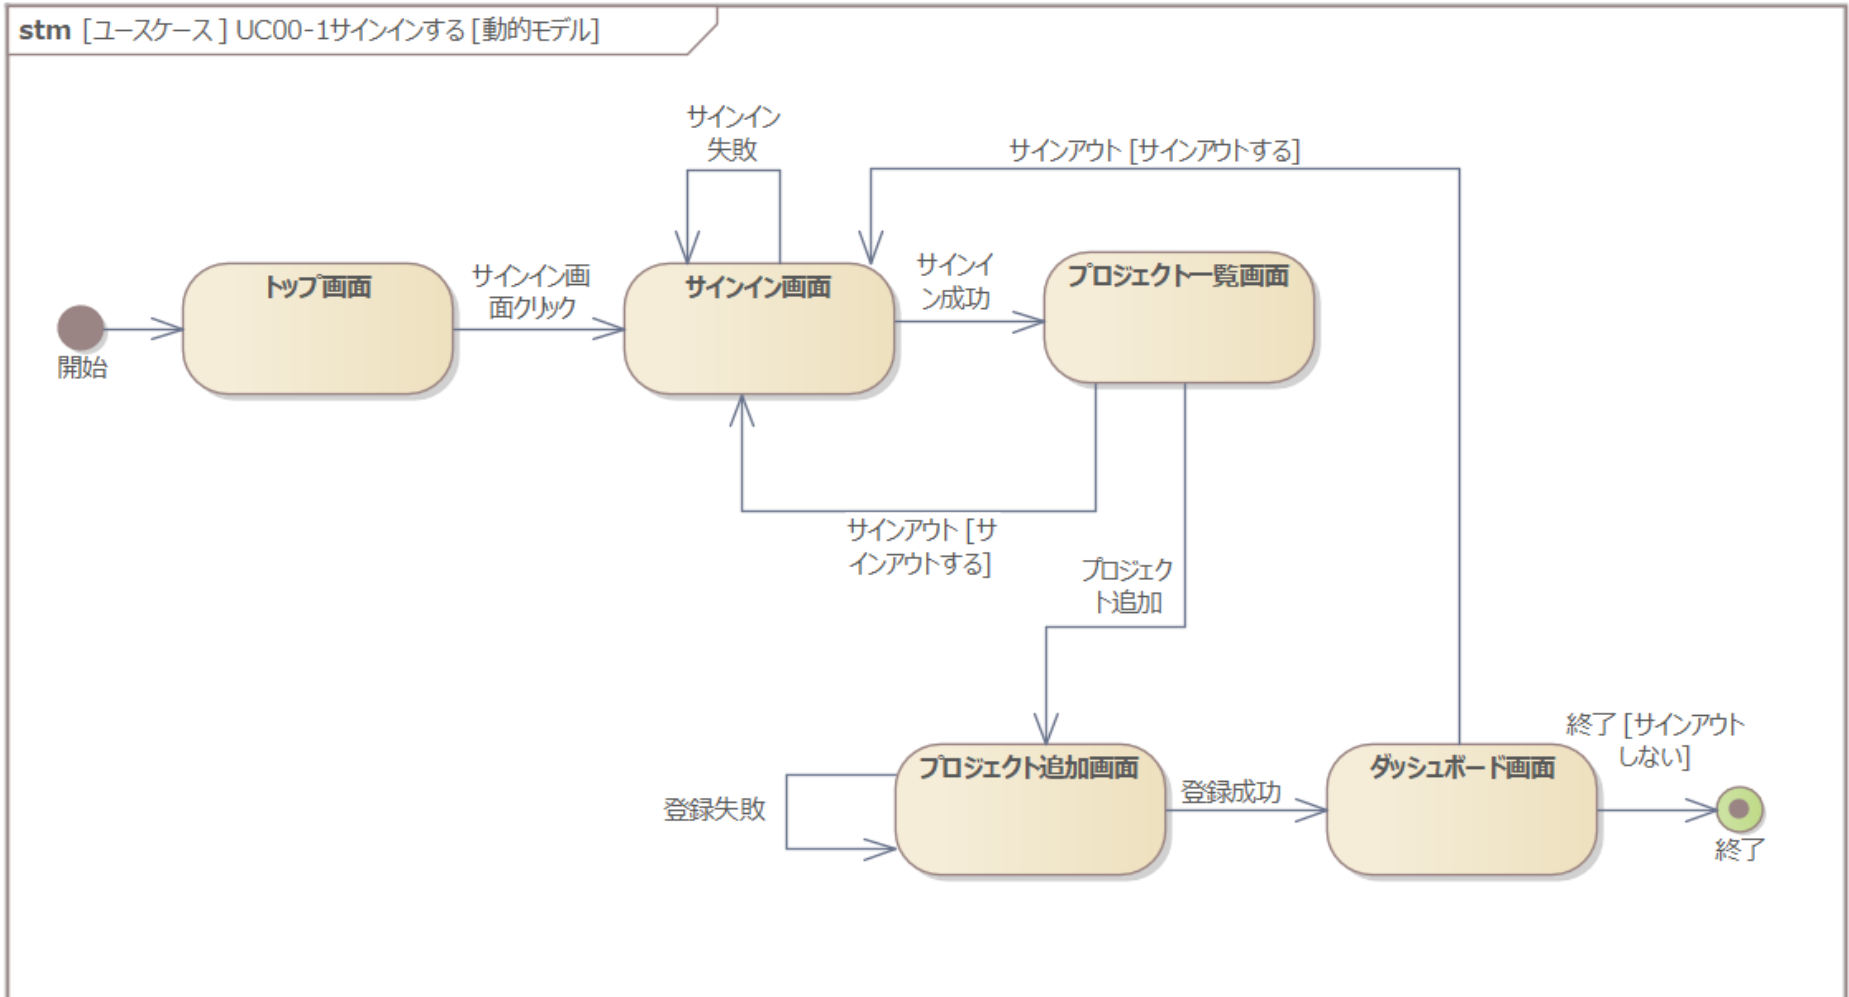 stm [ユースケース] UC00-1サインインする [動的モデル]
サインイン
失敗
サインアウト [サインアウトする]
トップ画面
サインイン画
面クリック
サインイン画面
サインイ
ン成功
プロジェクト一覧画面
開始
サインアウト [サ
インアウトする]
プロジェク
ト追加
終了 [サインアウト
しない]
登録失敗
プロジェクト追加画面
登録成功
ダッシュボード画面
終了